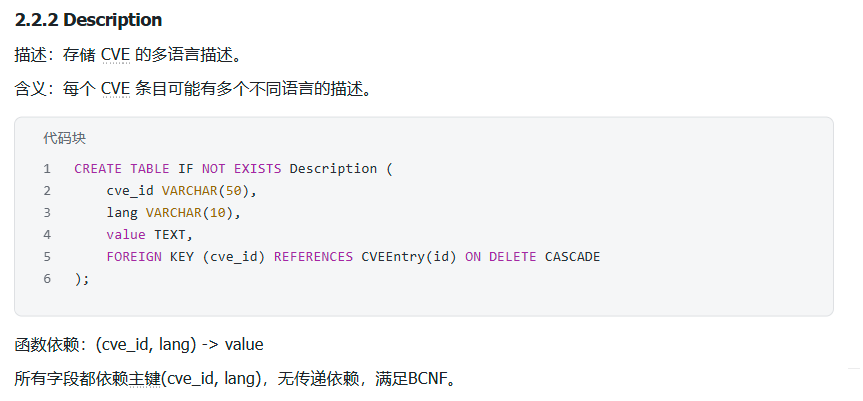 2.2.2 Description
描述：存储 CVE 的多语言描述。
含义：每个 CVE 条目可能有多个不同语言的描述。
代码块
1 CREATE TABLE IF NOT EXISTS Description (
2     cve_id VARCHAR(50),
3     lang VARCHAR(10),
4     value TEXT,
5     FOREIGN KEY (cve_id) REFERENCES CVEEntry(id) ON DELETE CASCADE
6 );
函数依赖：(cve_id, lang) -> value
所有字段都依赖主键(cve_id, lang)，无传递依赖，满足BCNF。